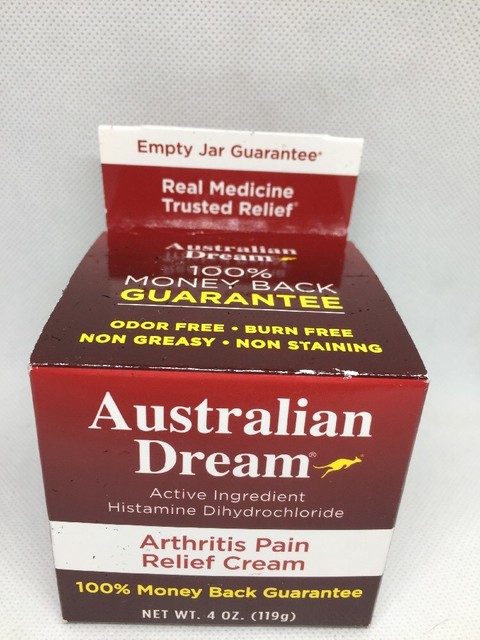 Empty Jar Guarantee®
Real Medicine
Trusted Relief®
Australian
Dream
100%
MONEY BACK
GUARANTEE
ODOR FREE • BURN FREE
NON GREASY • NON STAINING
Australian
Dream®
Active Ingredient
Histamine Dihydrochloride
Arthritis Pain
Relief Cream
100% Money Back Guarantee
NET WT. 4 OZ. (119g)